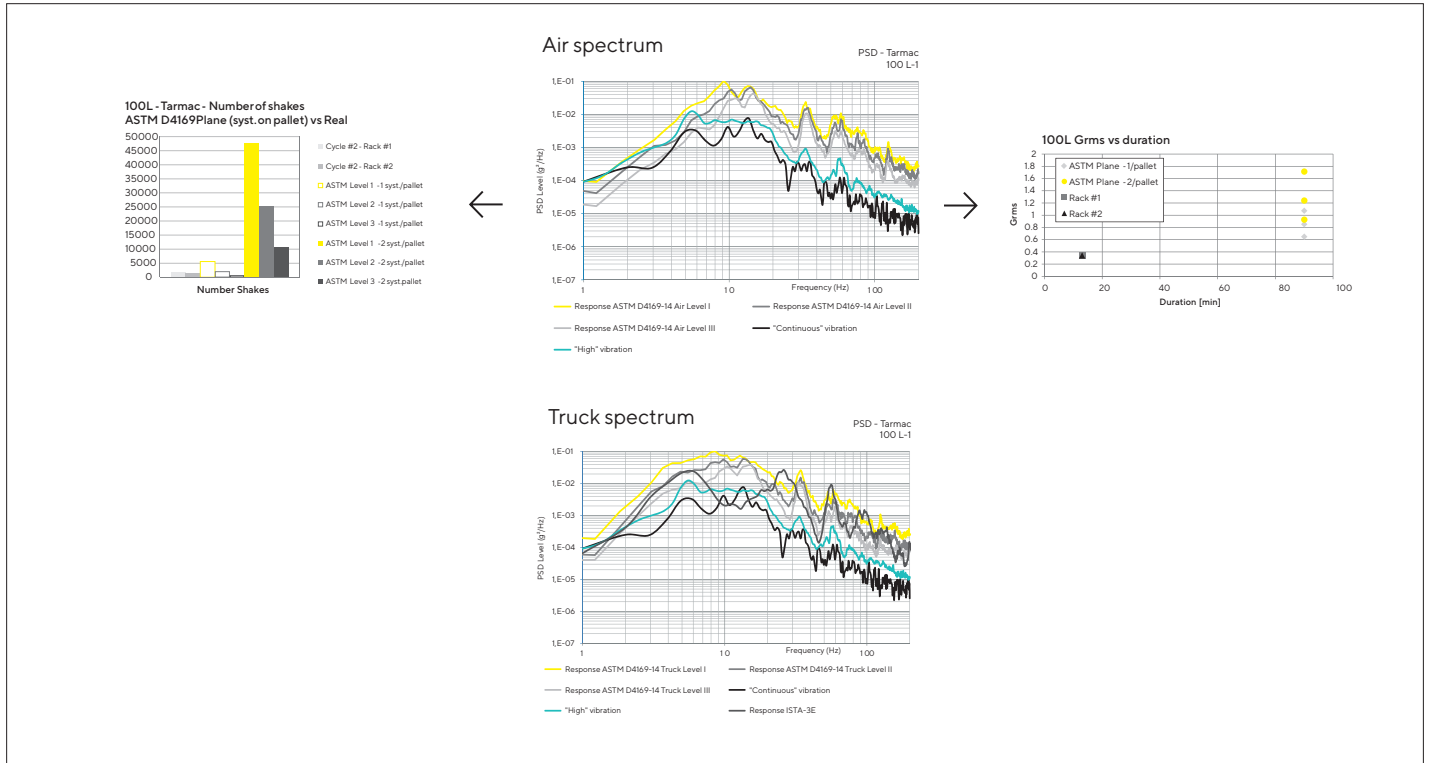 Air spectrum
PSD - Tarmac
100 L-1
1,E-01
1,E-02
1,E-03
1,E-04
1,E-05
1,E-06
1,E-07
PSD Level (g²/Hz)
1
10
Frequency (Hz)
100
Response ASTM D4169-14 Air Level I
Response ASTM D4169-14 Air Level II
Response ASTM D4169-14 Air Level III
"Continuous" vibration
"High" vibration
100L - Tarmac - Number of shakes
ASTM D4169Plane (syst. on pallet) vs Real
50000
45000
40000
35000
30000
25000
20000
15000
10000
5000
0
Number Shakes
Cycle #2 - Rack #1
Cycle #2 - Rack #2
ASTM Level 1 -1 syst./pallet
ASTM Level 2 -1 syst./pallet
ASTM Level 3 -1 syst./pallet
ASTM Level 1 -2 syst./pallet
ASTM Level 2 -2 syst./pallet
ASTM Level 3 -2 syst.pallet
100L Grms vs duration
2
1.8
1.6
1.4
1.2
1
0.8
0.6
0.4
0.2
0
Grms
ASTM Plane -1/pallet
ASTM Plane -2/pallet
Rack #1
Rack #2
0 20 40 60 80 100
Duration [min]
Truck spectrum
PSD - Tarmac
100 L-1
1,E-01
1,E-02
1,E-03
1,E-04
1,E-05
1,E-06
1,E-07
PSD Level (g²/Hz)
1
10
Frequency (Hz)
100
Response ASTM D4169-14 Truck Level I
Response ASTM D4169-14 Truck Level II
Response ASTM D4169-14 Truck Level III
"Continuous" vibration
"High" vibration
Response ISTA-3E